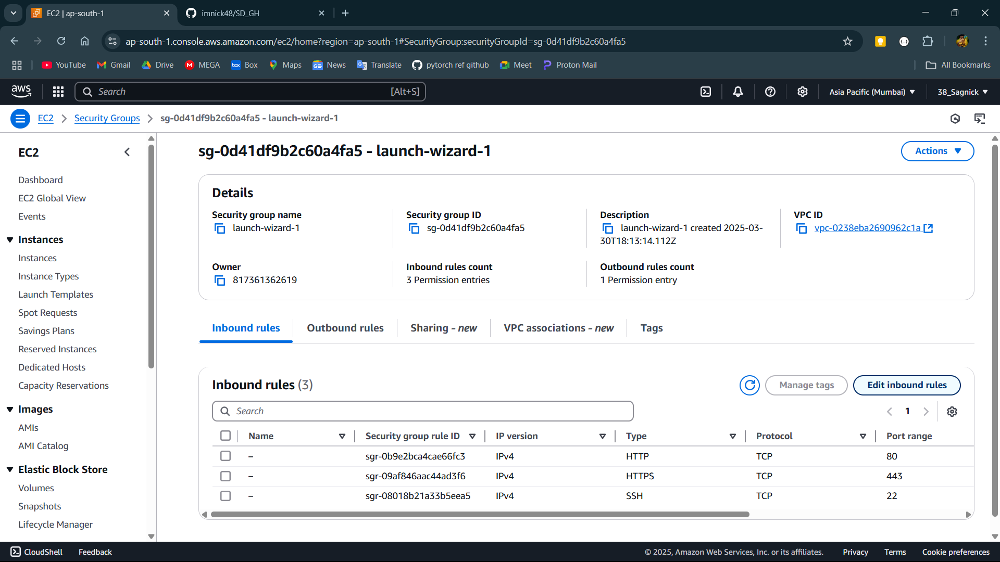 EC2 | ap-south-1
imnick48/SD_GH
ap-south-1.console.aws.amazon.com/ec2/home?region=ap-south-1#SecurityGroup:securityGroupId=sg-0d41df9b2c60a4fa5
YouTube Gmail Drive MEGA Box Maps News Translate pytorch ref github Meet Proton Mail All Bookmarks
aws Search [Alt+S] Asia Pacific (Mumbai) 38_Sagnick
EC2 Security Groups sg-0d41df9b2c60a4fa5 - launch-wizard-1
EC2
Dashboard
EC2 Global View
Events
Instances
Instances
Instance Types
Launch Templates
Spot Requests
Savings Plans
Reserved Instances
Dedicated Hosts
Capacity Reservations
Images
AMIs
AMI Catalog
Elastic Block Store
Volumes
Snapshots
Lifecycle Manager
sg-0d41df9b2c60a4fa5 - launch-wizard-1
Actions
Details
Security group name
launch-wizard-1
Security group ID
sg-0d41df9b2c60a4fa5
Description
launch-wizard-1 created 2025-03-
30T18:13:14.112Z
VPC ID
vpc-0238eba2690962c1a
Owner
817361362619
Inbound rules count
3 Permission entries
Outbound rules count
1 Permission entry
Inbound rules Outbound rules Sharing - new VPC associations - new Tags
Inbound rules (3)
Manage tags Edit inbound rules
Search
1
Name Security group rule ID IP version Type Protocol Port range
– sgr-0b9e2bca4cae66fc3 IPv4 HTTP TCP 80
– sgr-09af846aac44ad3f6 IPv4 HTTPS TCP 443
– sgr-08018b21a33b5eea5 IPv4 SSH TCP 22
CloudShell Feedback © 2025, Amazon Web Services, Inc. or its affiliates. Privacy Terms Cookie preferences